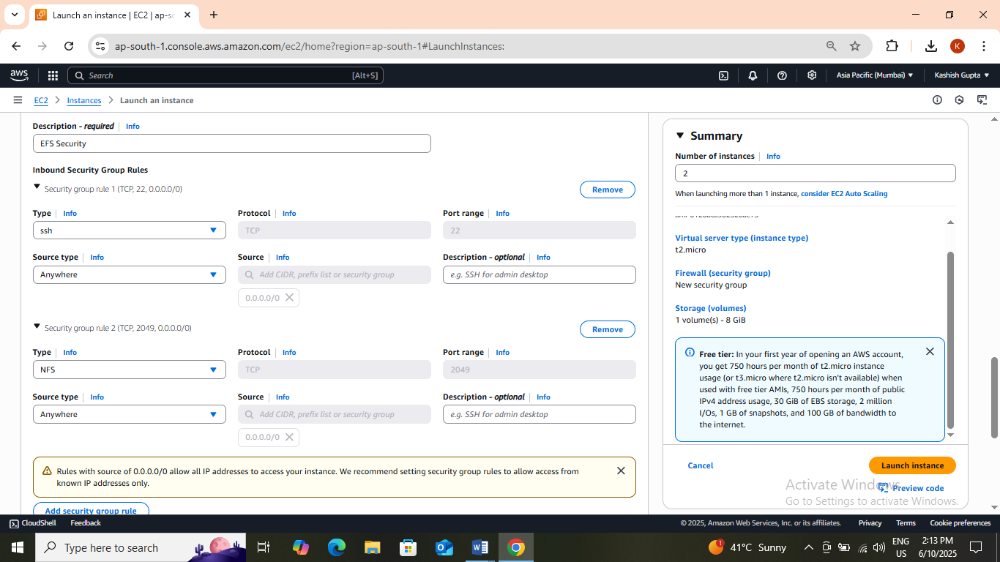 Launch an instance | EC2 | ap-sc
ap-south-1.console.aws.amazon.com/ec2/home?region=ap-south-1#LaunchInstances:
K
aws
Search
[Alt+S]
Asia Pacific (Mumbai)
Kashish Gupta
EC2
Instances
Launch an instance
Description - required
Info
EFS Security
Inbound Security Group Rules
Security group rule 1 (TCP, 22, 0.0.0.0/0)
Remove
Type
Info
Protocol
Info
Port range
Info
ssh
TCP
22
Source type
Info
Source
Info
Description - optional
Info
Anywhere
Add CIDR, prefix list or security group
e.g. SSH for admin desktop
0.0.0.0/0
Security group rule 2 (TCP, 2049, 0.0.0.0/0)
Remove
Type
Info
Protocol
Info
Port range
Info
NFS
TCP
2049
Source type
Info
Source
Info
Description - optional
Info
Anywhere
Add CIDR, prefix list or security group
e.g. SSH for admin desktop
0.0.0.0/0
Rules with source of 0.0.0.0/0 allow all IP addresses to access your instance. We recommend setting security group rules to allow access from
known IP addresses only.
Add security group rule
Summary
Number of instances
Info
2
When launching more than 1 instance, consider EC2 Auto Scaling
Virtual server type (instance type)
t2.micro
Firewall (security group)
New security group
Storage (volumes)
1 volume(s) - 8 GiB
Free tier: In your first year of opening an AWS account,
you get 750 hours per month of t2.micro instance
usage (or t3.micro where t2.micro isn't available) when
used with free tier AMIs, 750 hours per month of public
IPv4 address usage, 30 GiB of EBS storage, 2 million
I/Os, 1 GB of snapshots, and 100 GB of bandwidth to
the internet.
Cancel
Launch instance
Preview code
Activate Windows
Go to Settings to activate Windows.
CloudShell
Feedback
© 2025, Amazon Web Services, Inc. or its affiliates.
Privacy
Terms
Cookie preferences
Type here to search
1
41°C Sunny
ENG
US
2:13 PM
6/10/2025